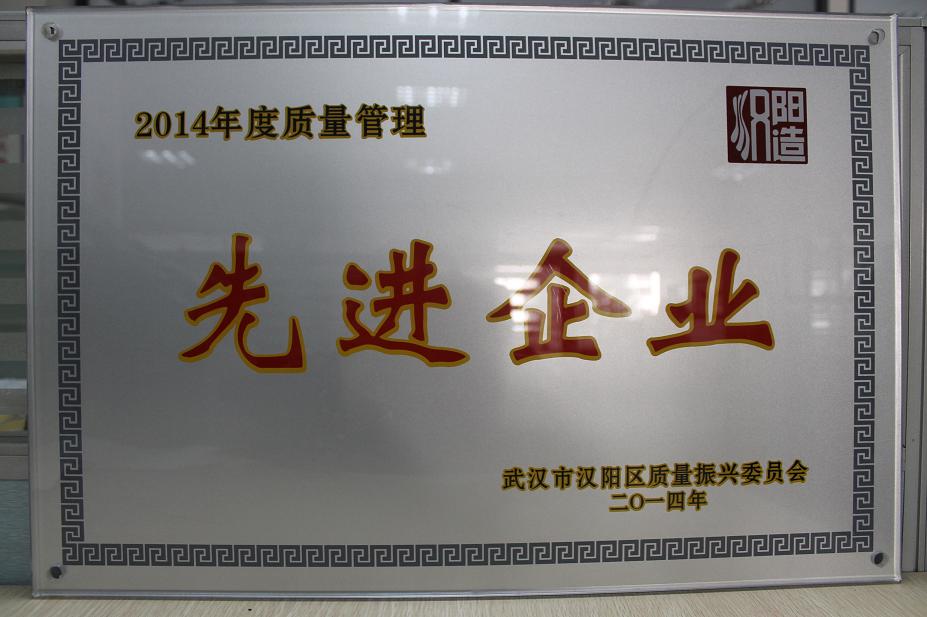 2014年度质量管理
汉阳造
先进企业
武汉市汉阳区质量振兴委员会
二〇一四年